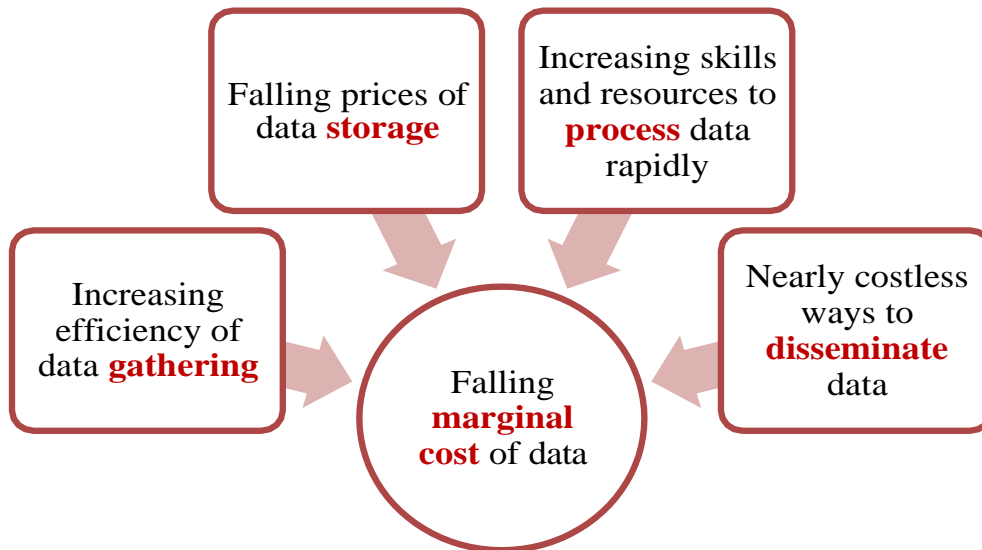 Increasing
efficiency of
data gathering
Falling prices of
data storage
Increasing skills
and resources to
process data
rapidly
Nearly costless
ways to
disseminate
data
Falling
marginal
cost of data